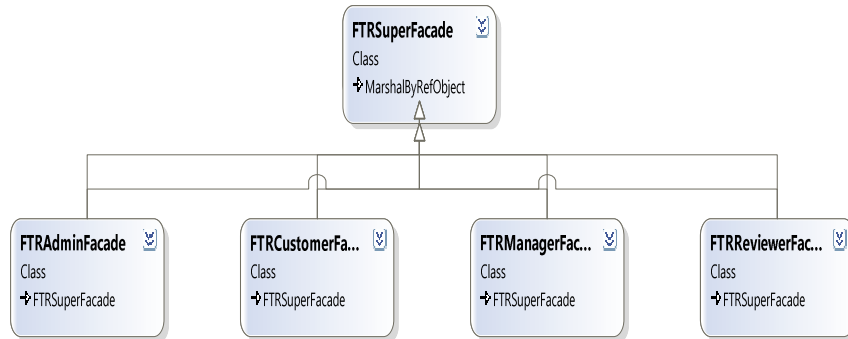 FTRSuperFacade
Class
MarshalByRefObject
FTRAdminFacade
Class
FTRSuperFacade
FTRCustomerFa...
Class
FTRSuperFacade
FTRManagerFac...
Class
FTRSuperFacade
FTRReviewerFac...
Class
FTRSuperFacade